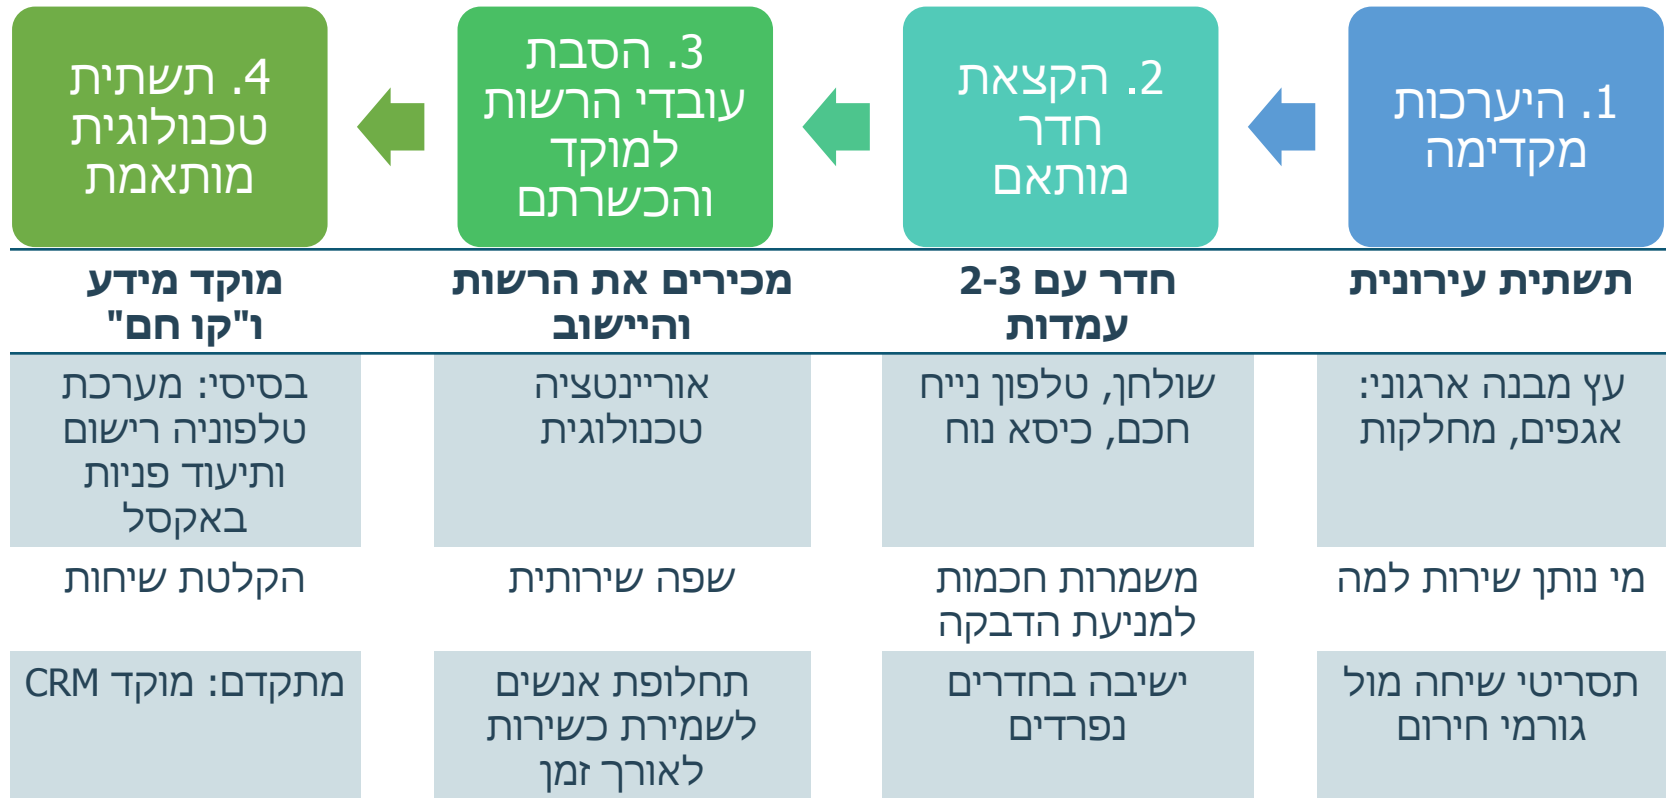 1. היערכות
מקדימה
2. הקצאת
חדר
מותאם
3. הסבת
עובדי הרשות
למוקד
והכשרתם
4. תשתית
טכנולוגית
מותאמת
תשתית עירונית
חדר עם 2-3
עמדות
מכירים את הרשות
והיישוב
מוקד מידע
ו"קו חם"
עץ מבנה ארגוני:
אגפים, מחלקות
שולחן, טלפון נייח
חכם, כיסא נוח
אוריינטציה
טכנולוגית
בסיסי: מערכת
טלפוניה רישום
ותיעוד פניות
באקסל
מי נותן שירות למה
משמרות חכמות
למניעת הדבקה
שפה שירותית
הקלטת שיחות
תסריטי שיחה מול
גורמי חירום
ישיבה בחדרים
נפרדים
תחלופת אנשים
לשמירת כשירות
לאורך זמן
מתקדם: מוקד CRM